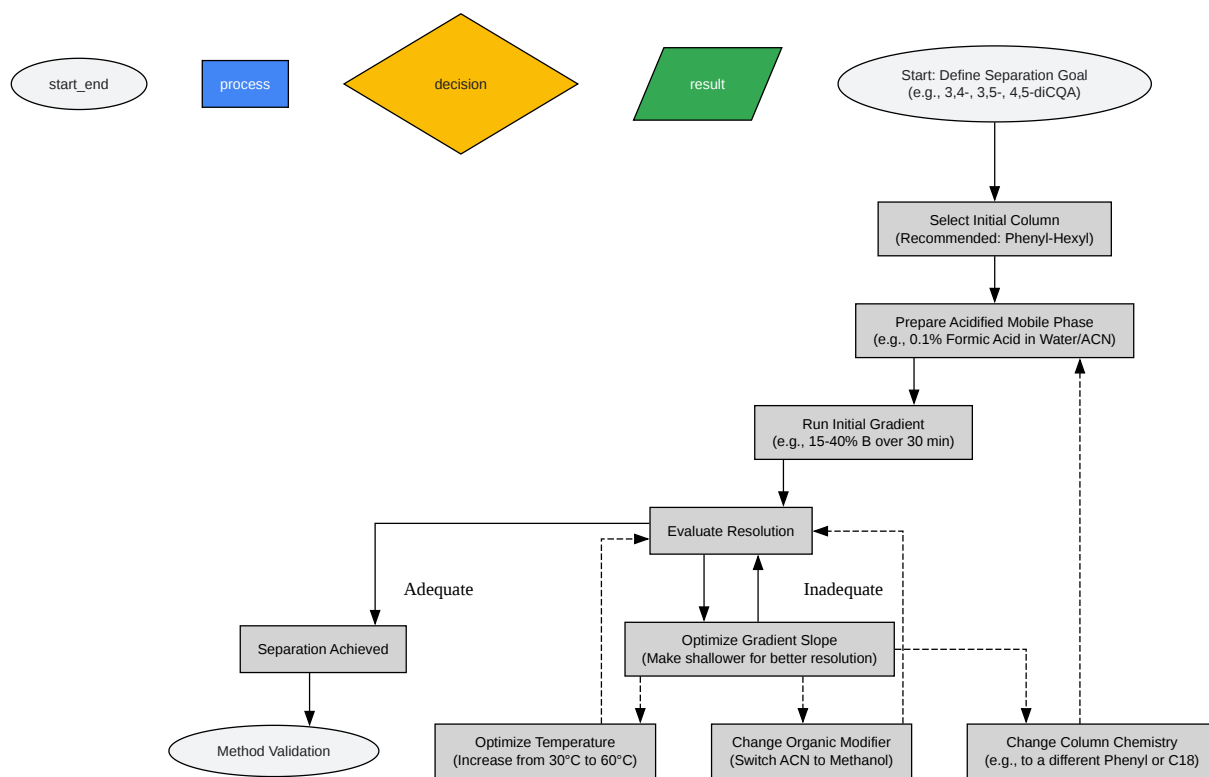 start_end
process
decision
result
Start: Define Separation Goal
(e.g., 3,4-, 3,5-, 4,5-diCQA)
Select Initial Column
(Recommended: Phenyl-Hexyl)
Prepare Acidified Mobile Phase
(e.g., 0.1% Formic Acid in Water/ACN)
Run Initial Gradient
(e.g., 15-40% B over 30 min)
Evaluate Resolution
Adequate
Inadequate
Separation Achieved
Optimize Gradient Slope
(Make shallower for better resolution)
Method Validation
Optimize Temperature
(Increase from 30°C to 60°C)
Change Organic Modifier
(Switch ACN to Methanol)
Change Column Chemistry
(e.g., to a different Phenyl or C18)